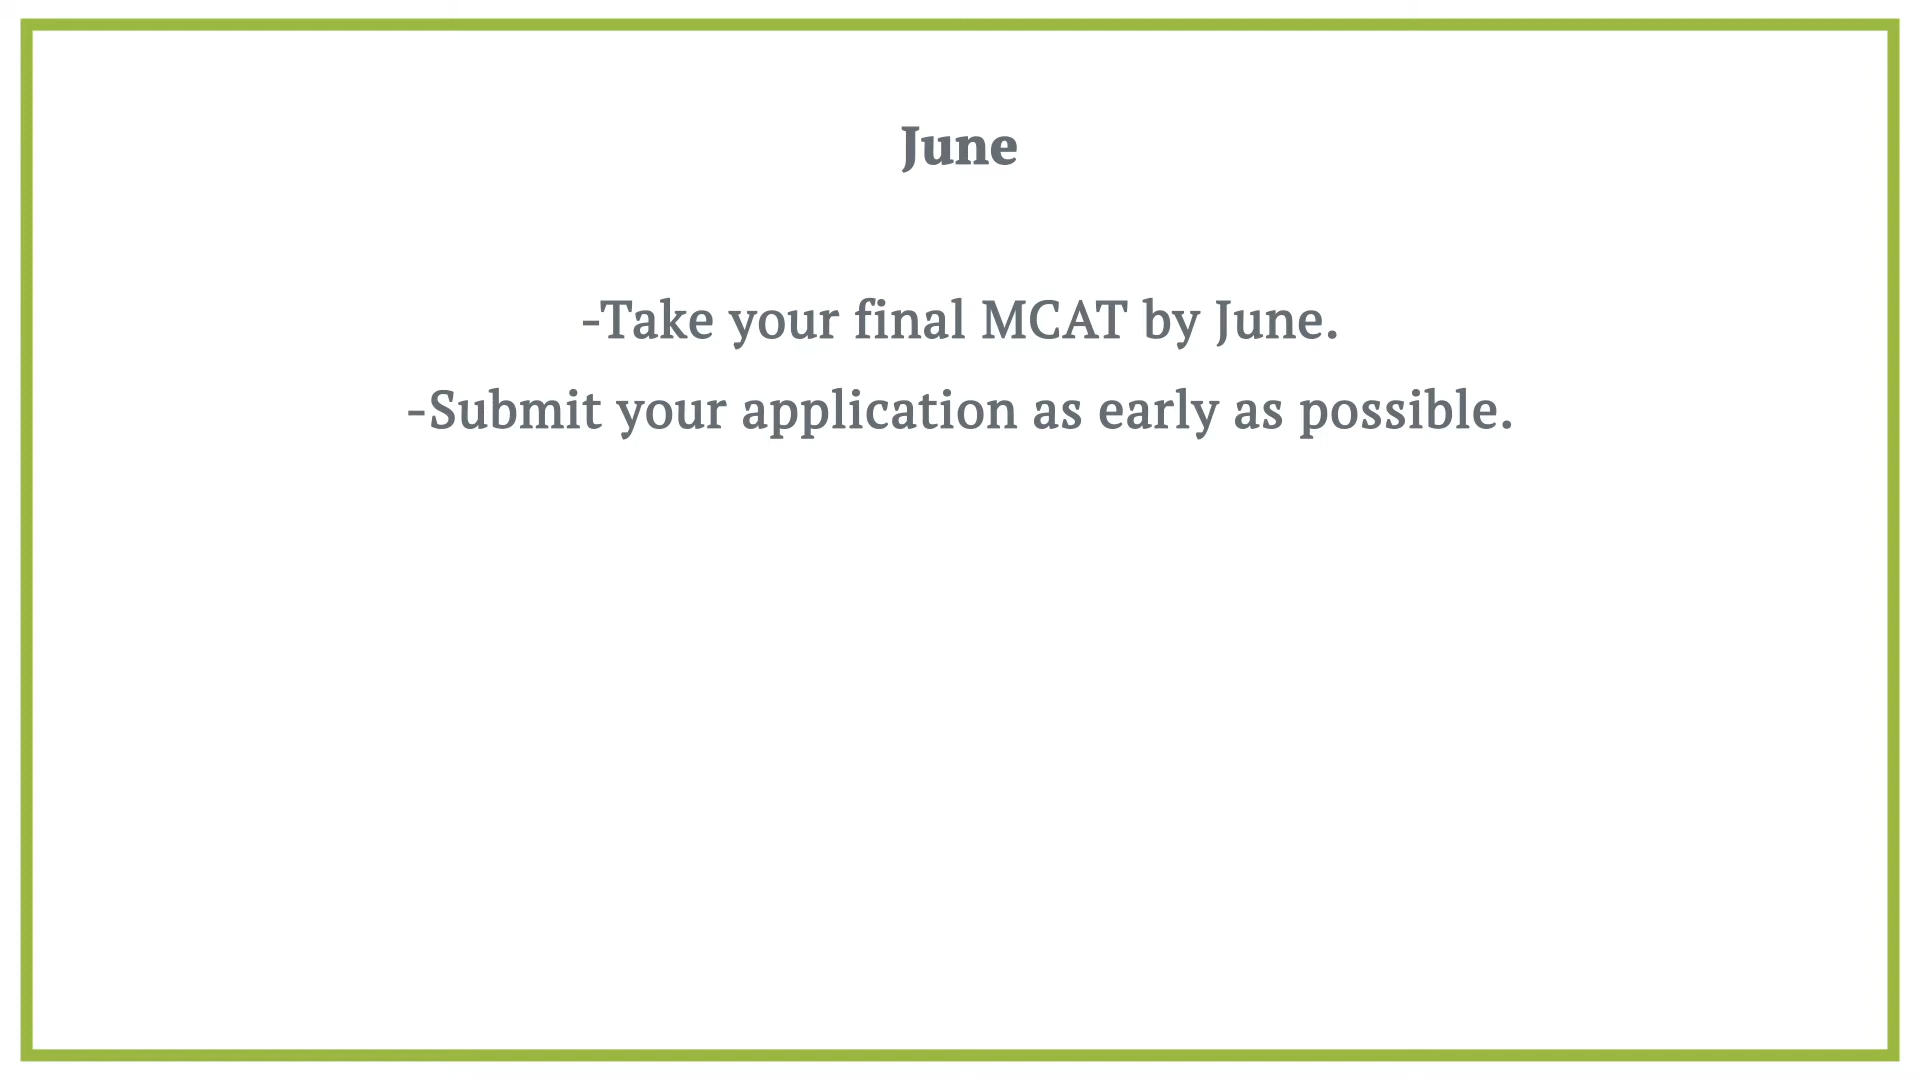 June
-Take your final MCAT by June.
-Submit your application as early as possible.